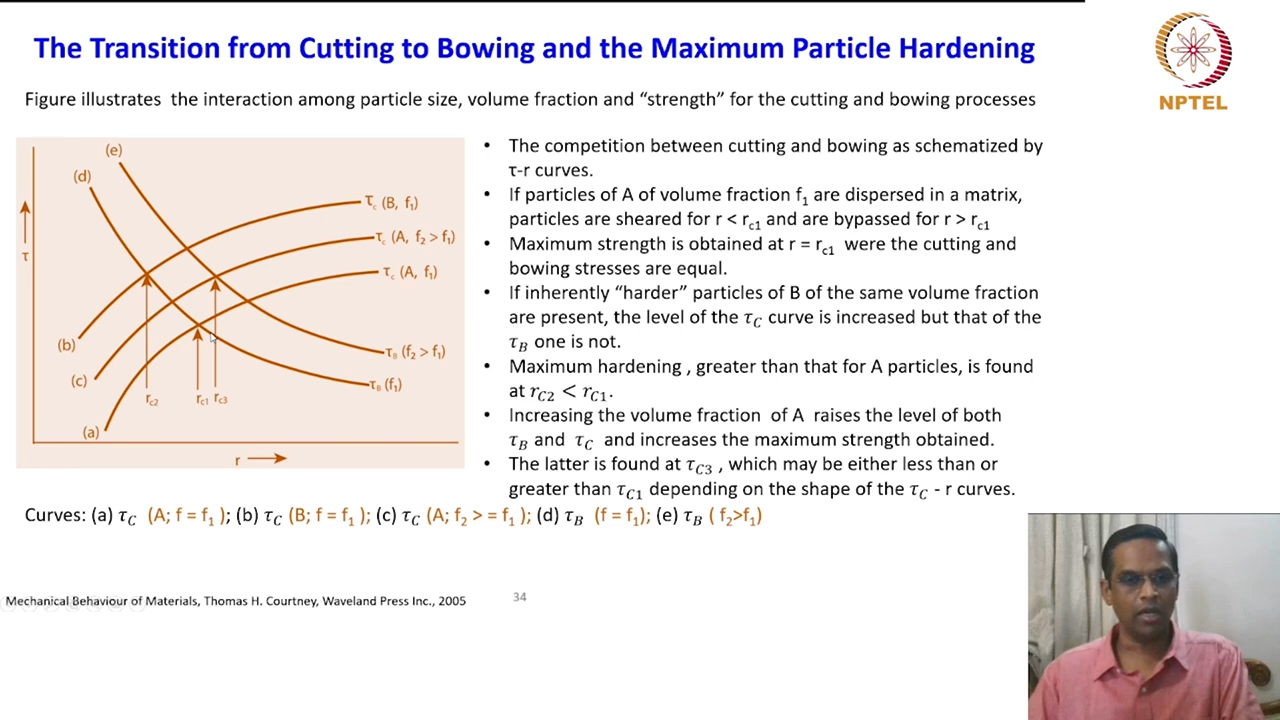 The Transition from Cutting to Bowing and the Maximum Particle Hardening
NPTEL
Figure illustrates the interaction among particle size, volume fraction and “strength” for the cutting and bowing processes
(e)
(d)
τc (B, f₁)
τc (A, f₂ > f₁)
τ
τc (A, f₁)
(b)
τB (f₂ > f₁)
(c)
τB (f₁)
rc2
rc1 rc3
(a)
r
• The competition between cutting and bowing as schematized by
τ-r curves.
• If particles of A of volume fraction f₁ are dispersed in a matrix,
particles are sheared for r < rc1 and are bypassed for r > rc1
• Maximum strength is obtained at r = rc1 were the cutting and
bowing stresses are equal.
• If inherently “harder” particles of B of the same volume fraction
are present, the level of the τC curve is increased but that of the
τB one is not.
• Maximum hardening , greater than that for A particles, is found
at rC2 < rC1.
• Increasing the volume fraction of A raises the level of both
τB and τC and increases the maximum strength obtained.
• The latter is found at τC3 , which may be either less than or
greater than τC1 depending on the shape of the τC - r curves.
Curves: (a) τC (A; f = f₁ ); (b) τC (B; f = f₁ ); (c) τC (A; f₂ > = f₁ ); (d) τB (f = f₁); (e) τB ( f₂>f₁)
Mechanical Behaviour of Materials, Thomas H. Courtney, Waveland Press Inc., 2005
34